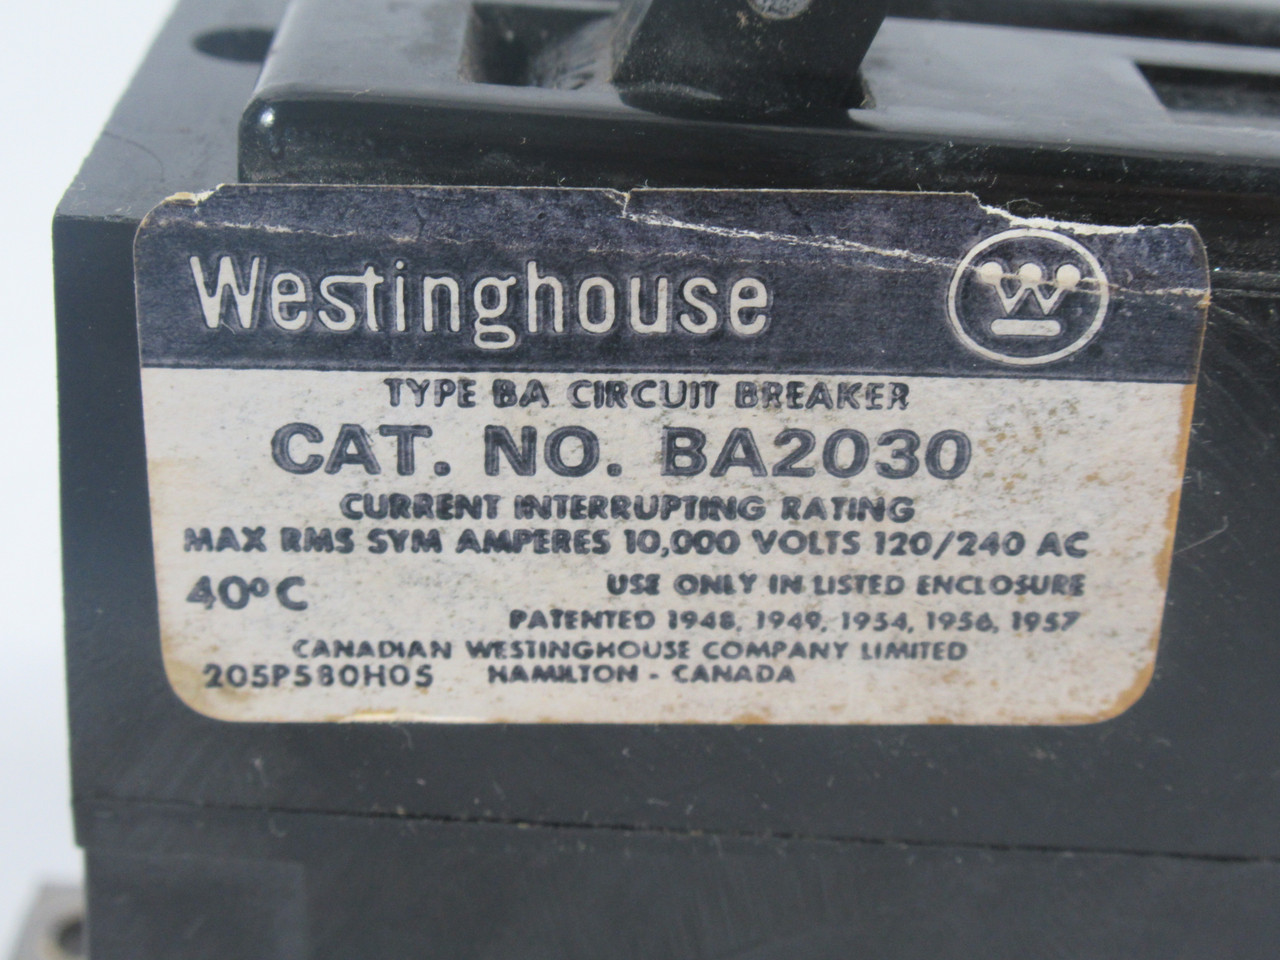 Westinghouse W
TYPE BA CIRCUIT BREAKER
CAT. NO. BA2030
CURRENT INTERRUPTING RATING
MAX RMS SYM AMPERES 10,000 VOLTS 120/240 AC
40°C USE ONLY IN LISTED ENCLOSURE
PATENTED 1948, 1949, 1954, 1956, 1957
CANADIAN WESTINGHOUSE COMPANY LIMITED
205P580H05 HAMILTON - CANADA